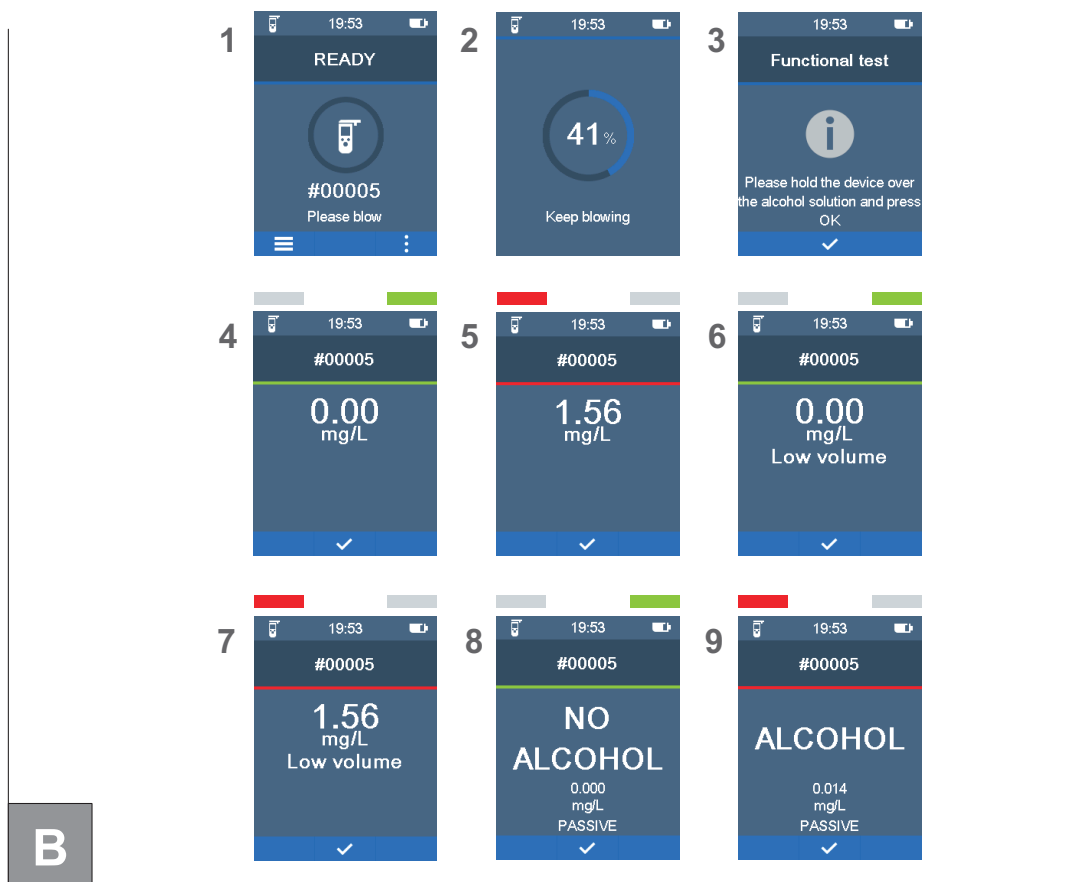 1
19:53
READY
#00005
Please blow
2
19:53
41%
Keep blowing
3
19:53
Functional test
i
Please hold the device over
the alcohol solution and press
OK
4
19:53
#00005
0.00
mg/L
5
19:53
#00005
1.56
mg/L
6
19:53
#00005
0.00
mg/L
Low volume
7
19:53
#00005
1.56
mg/L
Low volume
8
19:53
#00005
NO
ALCOHOL
0.000
mg/L
PASSIVE
9
19:53
#00005
ALCOHOL
0.014
mg/L
PASSIVE
B